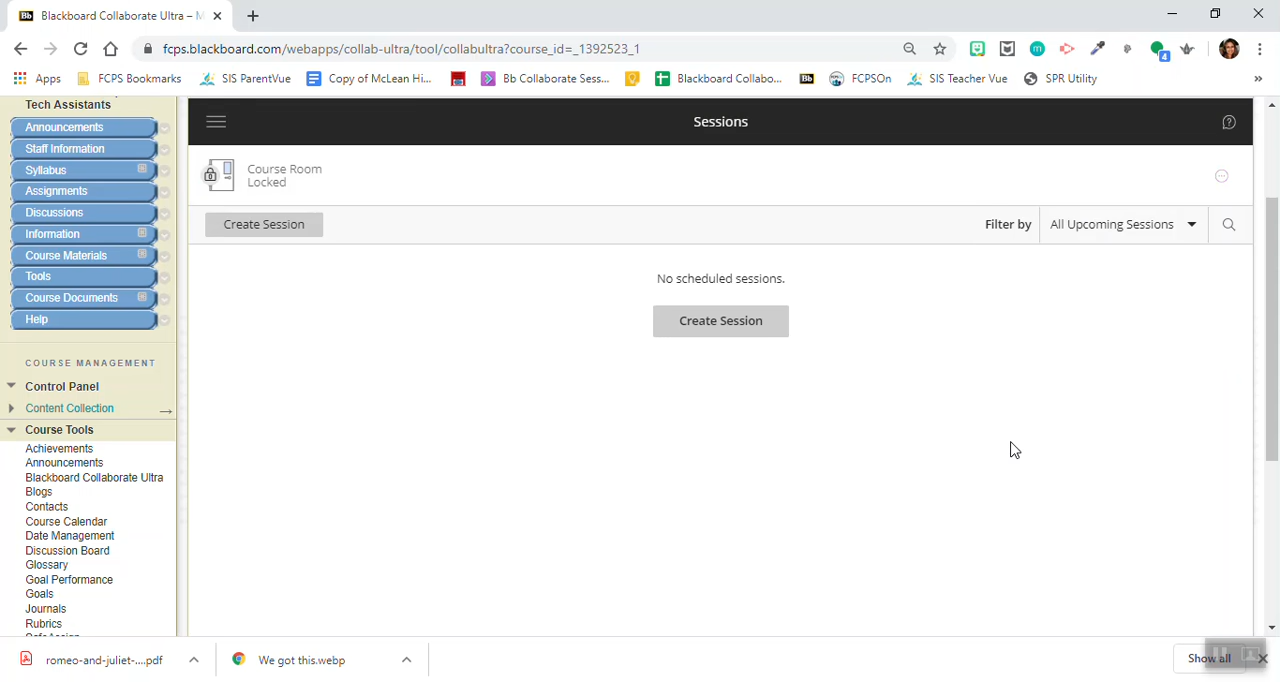 Blackboard Collaborate Ultra – M
fcps.blackboard.com/webapps/collab-ultra/tool/collabultra?course_id=_1392523_1
4
Apps
FCPS Bookmarks
SIS ParentVue
Copy of McLean Hi...
Bb Collaborate Sess...
Blackboard Collabo...
Bb
FCPSOn
SIS Teacher Vue
SPR Utility
»
Tech Assistants
Announcements
Staff Information
Syllabus
Assignments
Discussions
Information
Course Materials
Tools
Course Documents
Help
COURSE MANAGEMENT
Control Panel
Content Collection
Course Tools
Achievements
Announcements
Blackboard Collaborate Ultra
Blogs
Contacts
Course Calendar
Date Management
Discussion Board
Glossary
Goal Performance
Goals
Journals
Rubrics
Sessions
Course Room
Locked
Create Session
Filter by
All Upcoming Sessions
No scheduled sessions.
Create Session
romeo-and-juliet-....pdf
We got this.webp
Show all